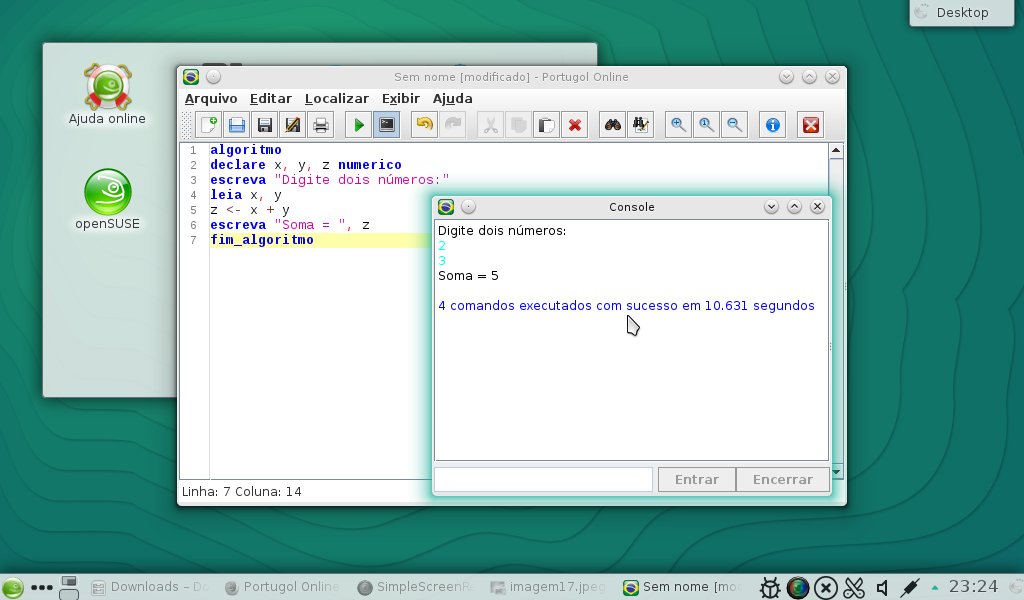 Desktop
Ajuda online
openSUSE
Sem nome [modificado] - Portugol Online
Arquivo Editar Localizar Exibir Ajuda
1 algoritmo
2 declare x, y, z numerico
3 escreva "Digite dois números:"
4 leia x, y
5 z <- x + y
6 escreva "Soma = ", z
7 fim_algoritmo
Linha: 7 Coluna: 14
Console
Digite dois números:
2
3
Soma = 5
4 comandos executados com sucesso em 10.631 segundos
Entrar Encerrar
Downloads – Do
Portugol Online
SimpleScreenRe
imagem17.jpeg
Sem nome [mo
23:24